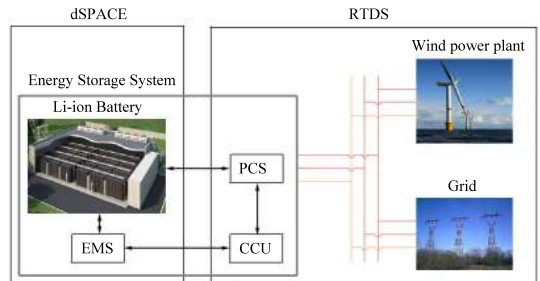 dSPACE
RTDS
Wind power plant
Energy Storage System
Li-ion Battery
PCS
Grid
EMS
CCU